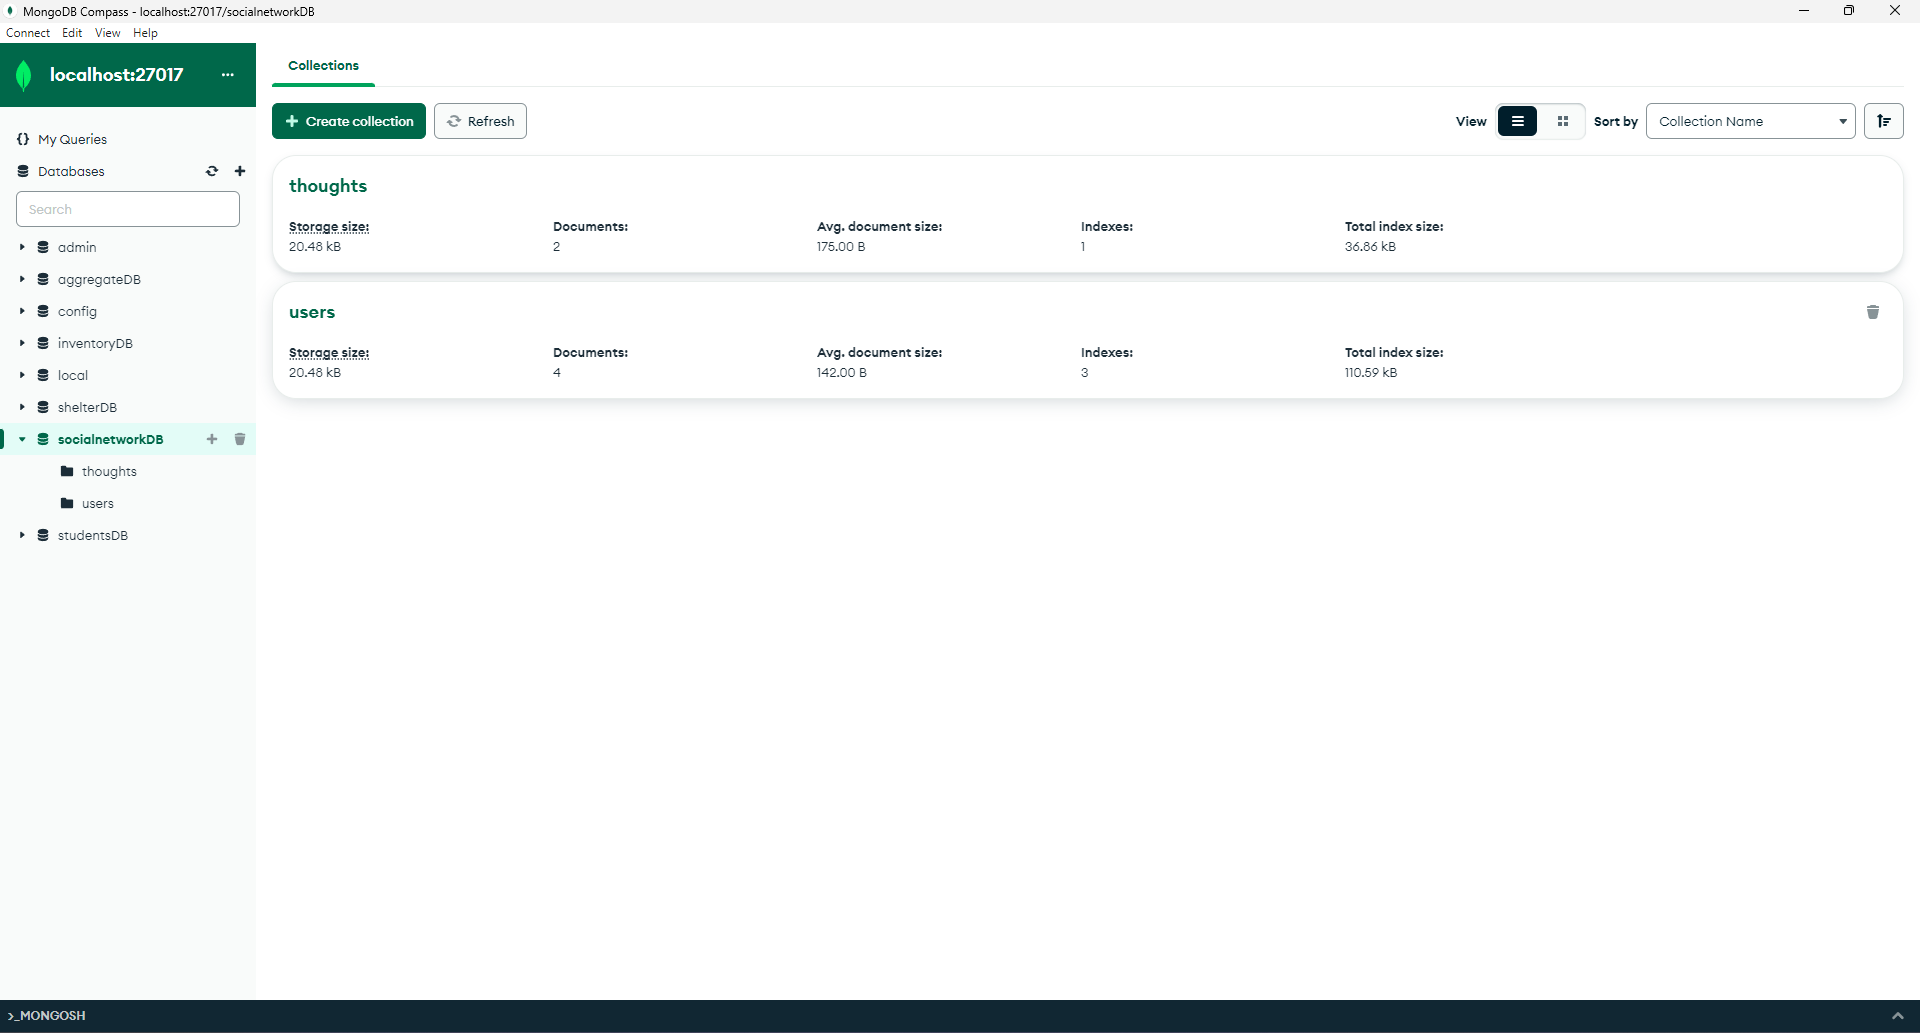 MongoDB Compass - localhost:27017/socialnetworkDB
Connect Edit View Help
localhost:27017
My Queries
Databases
Search
admin
aggregateDB
config
inventoryDB
local
shelterDB
socialnetworkDB
thoughts
users
studentsDB
Collections
Create collection Refresh View Sort by Collection Name
thoughts
Storage size: Documents: Avg. document size: Indexes: Total index size:
20.48 kB 2 175.00 B 1 36.86 kB
users
Storage size: Documents: Avg. document size: Indexes: Total index size:
20.48 kB 4 142.00 B 3 110.59 kB
>_MONGOSH